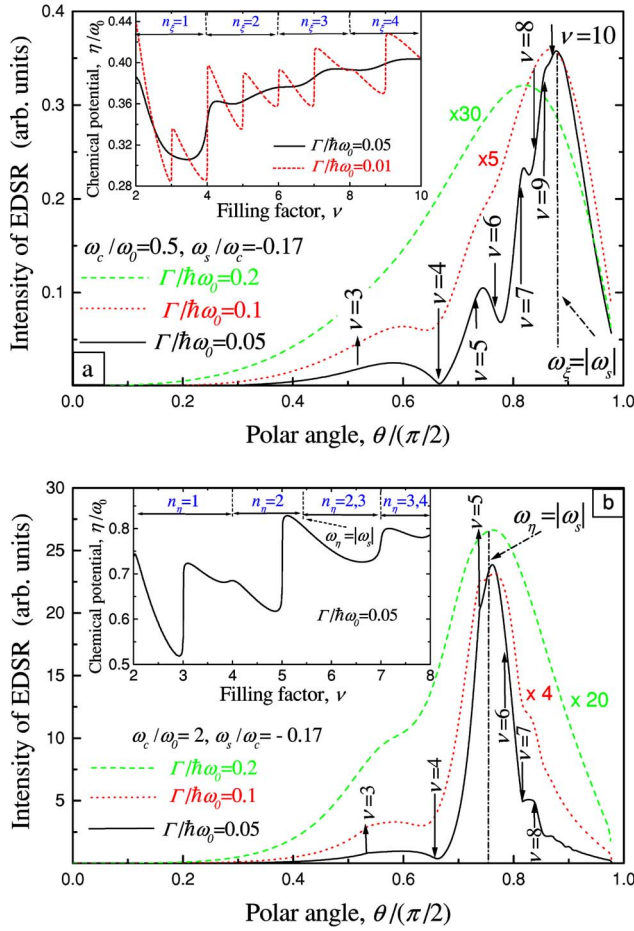 n_ξ=1 n_ξ=2 n_ξ=3 n_ξ=4
0.44
0.40
0.36
0.32
0.28
Chemical potential, η/ω₀
Γ/ħω₀=0.05
Γ/ħω₀=0.01
2 4 6 8 10
Filling factor, ν
ν=8
ν=10
×30
×5
ω_c/ω₀=0.5, ω_s/ω_c=-0.17
Γ/ħω₀=0.2
Γ/ħω₀=0.1
Γ/ħω₀=0.05
ν=3
ν=4
ν=5
ν=6
ν=7
ν=9
ω_ξ=|ω_s|
a
0.4
0.3
0.2
0.1
Intensity of EDSR (arb. units)
0.0 0.2 0.4 0.6 0.8 1.0
Polar angle, θ/(π/2)
b
n_η=1 n_η=2 n_η=2,3 n_η=3,4,
0.8
0.7
0.6
0.5
Chemical potential, η/ω₀
ω_η=|ω_s|
Γ/ħω₀=0.05
2 3 4 5 6 7 8
Filling factor, ν
ν=5
ω_η=|ω_s|
× 4
× 20
ω_c/ω₀=2, ω_s/ω_c= - 0.17
Γ/ħω₀=0.2
Γ/ħω₀=0.1
Γ/ħω₀=0.05
ν=3
ν=4
ν=6
ν=7
ν=8
30
25
20
15
10
5
Intensity of EDSR (arb. units)
0.0 0.2 0.4 0.6 0.8 1.0
Polar angle, θ/(π/2)